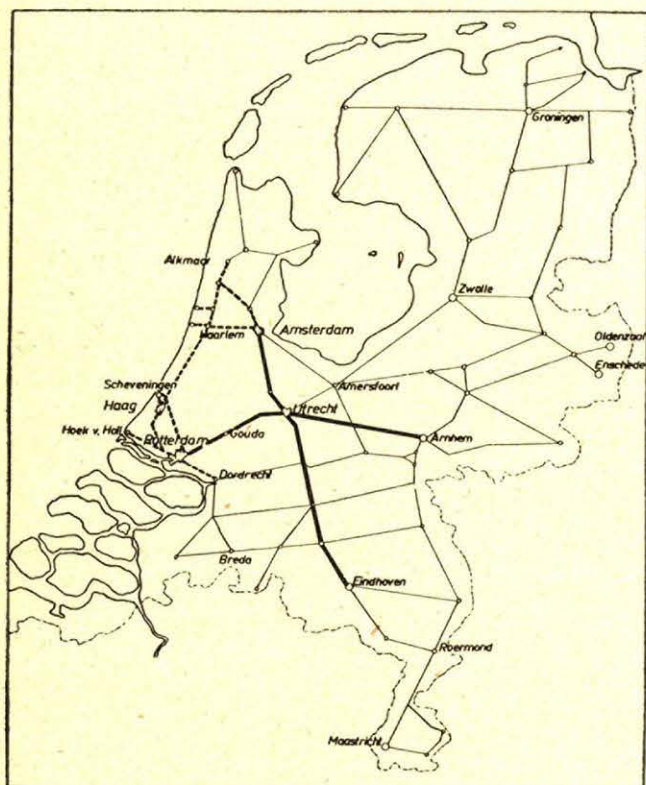 Groningen
Alkmaar
Zwolle
Haarlem
Amsterdam
Oldenzaal
Enschede
Scheveningen
Amersfoort
Haag
Utrecht
Hoek v. Holl.
Rotterdam
Gouda
Arnhem
Dordrecht
Breda
Eindhoven
Roermond
Maastricht